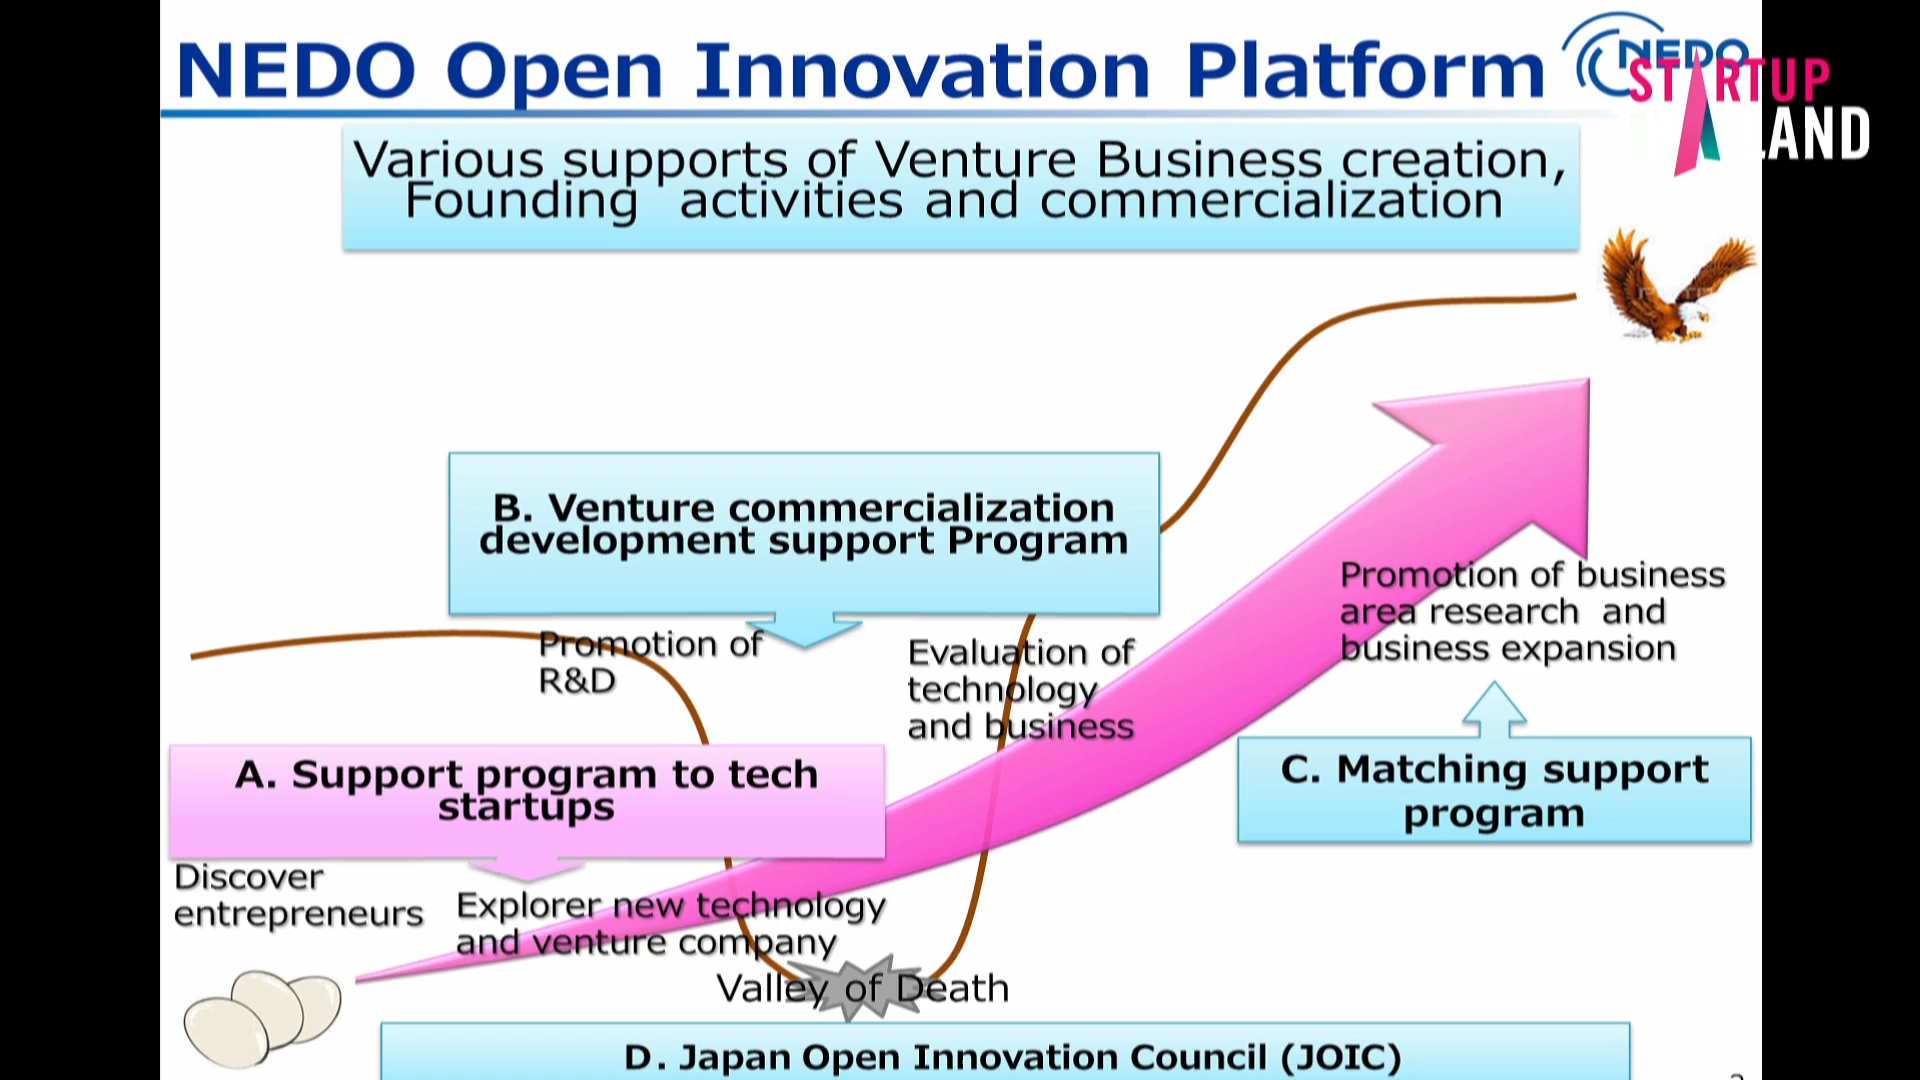 NEDO Open Innovation Platform
NEDO
STARTUP
LAND
Various supports of Venture Business creation,
Founding activities and commercialization
B. Venture commercialization
development support Program
Promotion of
R&D
Evaluation of
technology
and business
Promotion of business
area research and
business expansion
A. Support program to tech
startups
C. Matching support
program
Discover
entrepreneurs
Explorer new technology
and venture company
Valley of Death
D. Japan Open Innovation Council (JOIC)